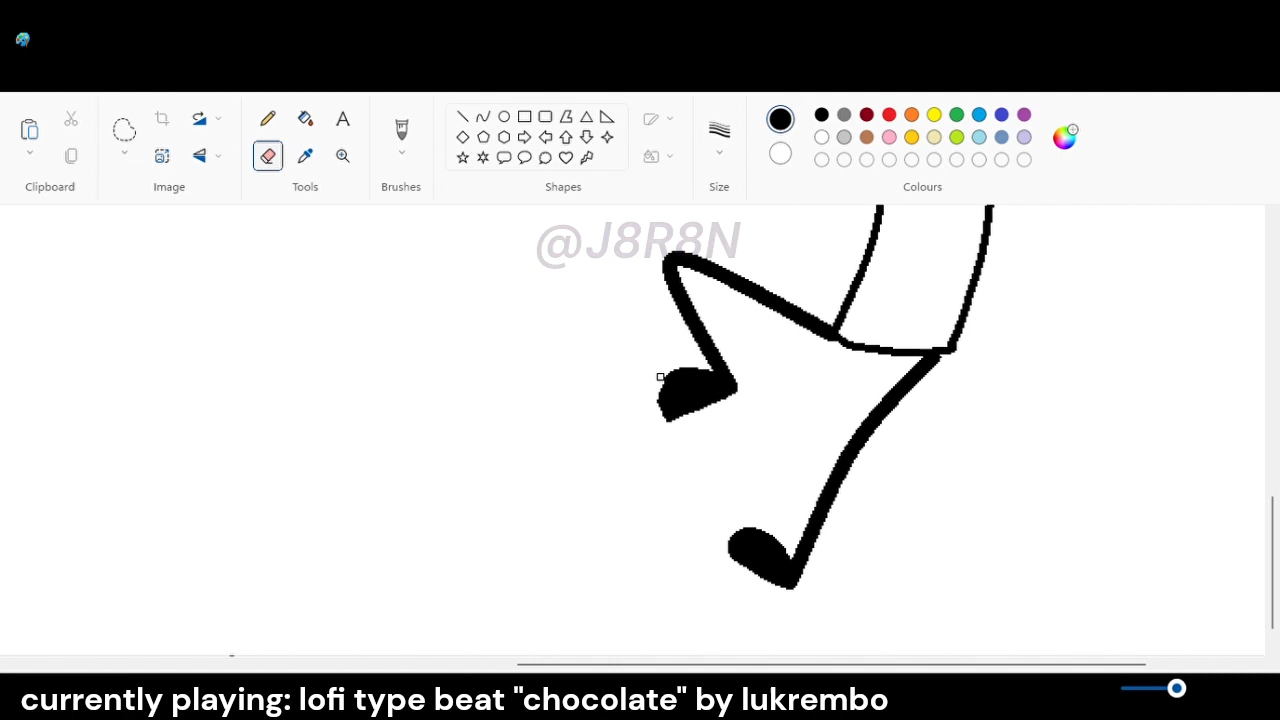 Clipboard
Image
Tools
Brushes
Shapes
Size
Colours
@J8R8N
currently playing: lofi type beat "chocolate" by lukrembo